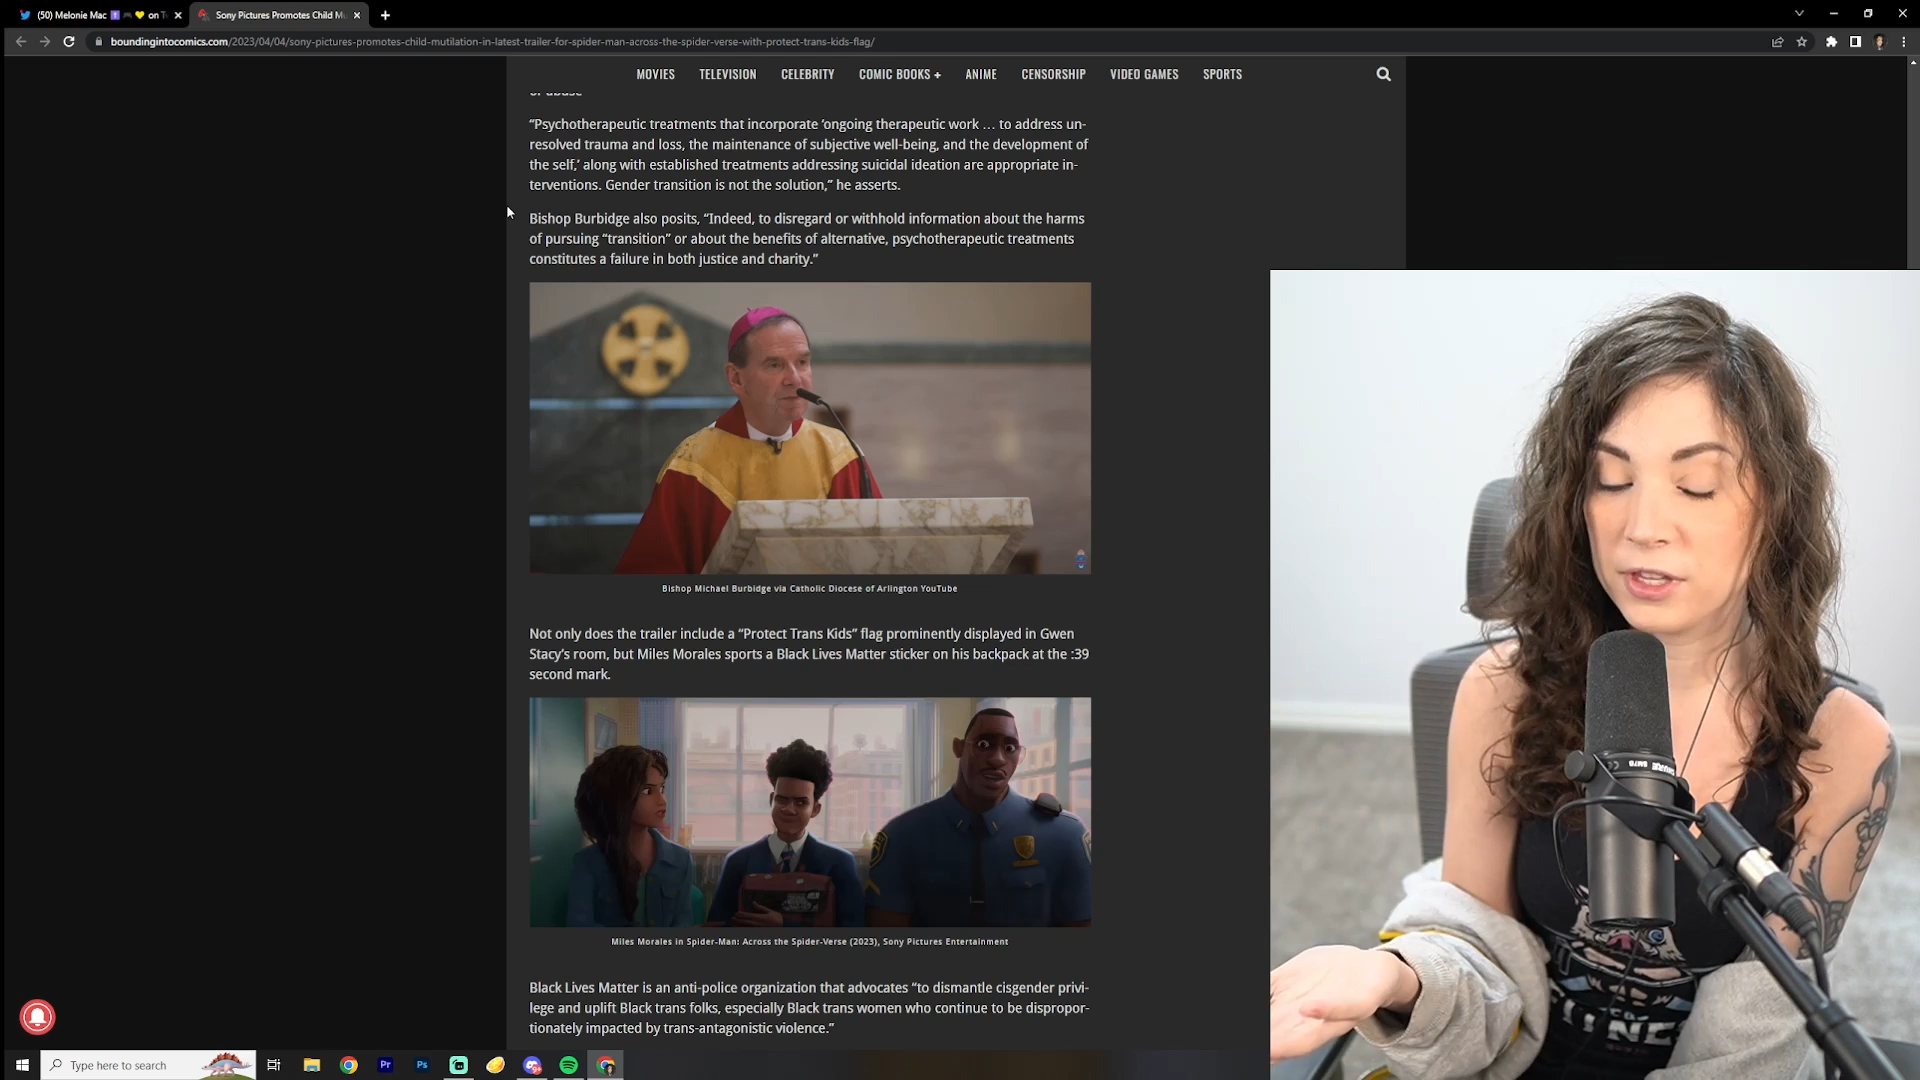 (50) Melonie Mac
on T
Sony Pictures Promotes Child M
boundingintocomics.com/2023/04/04/sony-pictures-promotes-child-mutilation-in-latest-trailer-for-spider-man-across-the-spider-verse-with-protect-trans-kids-flag/
MOVIES TELEVISION CELEBRITY COMIC BOOKS + ANIME CENSORSHIP VIDEO GAMES SPORTS
or abuse
“Psychotherapeutic treatments that incorporate ‘ongoing therapeutic work … to address un-
resolved trauma and loss, the maintenance of subjective well-being, and the development of
the self,’ along with established treatments addressing suicidal ideation are appropriate in-
terventions. Gender transition is not the solution,” he asserts.
Bishop Burbidge also posits, “Indeed, to disregard or withhold information about the harms
of pursuing “transition” or about the benefits of alternative, psychotherapeutic treatments
constitutes a failure in both justice and charity.”
Bishop Michael Burbidge via Catholic Diocese of Arlington YouTube
Not only does the trailer include a “Protect Trans Kids” flag prominently displayed in Gwen
Stacy’s room, but Miles Morales sports a Black Lives Matter sticker on his backpack at the :39
second mark.
Miles Morales in Spider-Man: Across the Spider-Verse (2023), Sony Pictures Entertainment
Black Lives Matter is an anti-police organization that advocates “to dismantle cisgender privi-
lege and uplift Black trans folks, especially Black trans women who continue to be dispropor-
tionately impacted by trans-antagonistic violence.”
Type here to search
Pr
Ps